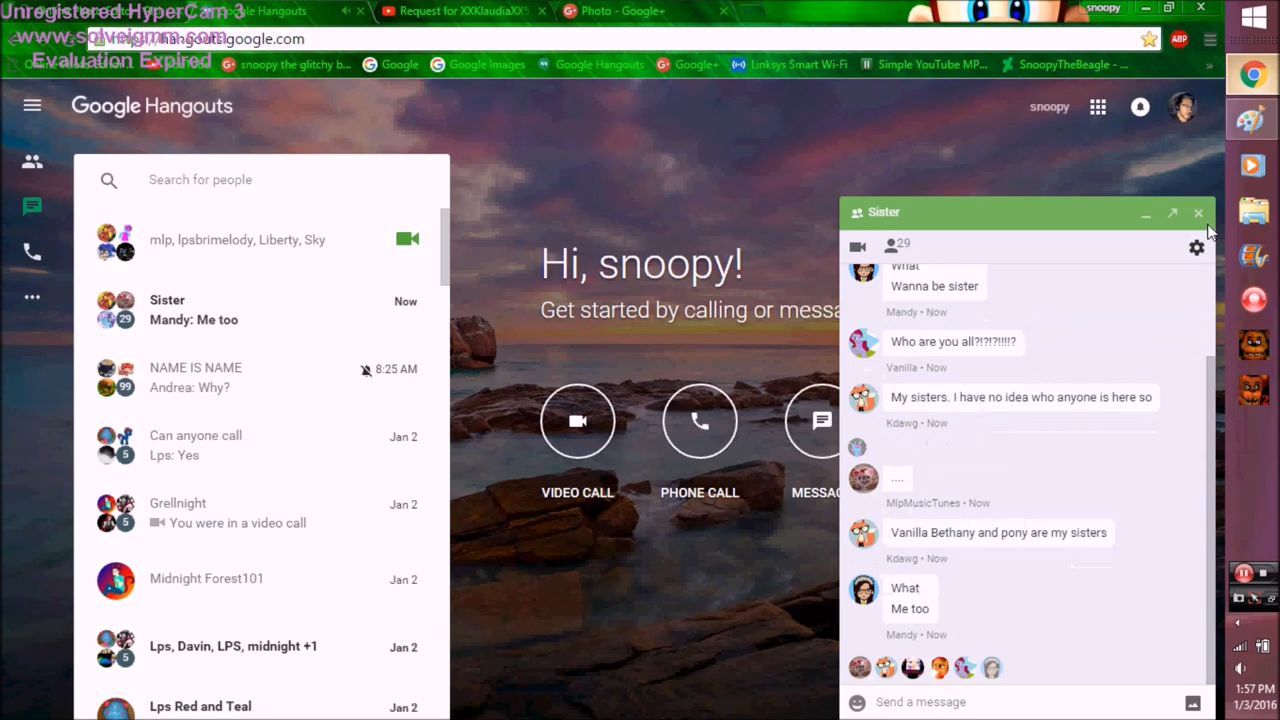 Unregistered HyperCam 3
www.solveigmm.com
Evaluation Expired
Google Hangouts
Request for XXKlaudiaXX5
Photo - Google+
snoopy
hangouts.google.com
ABP
snoopy the glitchy b...
Google
Google Images
Google Hangouts
Google+
Linksys Smart Wi-Fi
Simple YouTube MP...
SnoopyTheBeagle - ...
»
Google Hangouts
snoopy
Search for people
mlp, lpsbrimelody, Liberty, Sky
Sister
Now
29
Mandy: Me too
NAME IS NAME
8:25 AM
99
Andrea: Why?
Can anyone call
Jan 2
5
Lps: Yes
Grellnight
Jan 2
5
You were in a video call
Midnight Forest101
Jan 2
Lps, Davin, LPS, midnight +1
Jan 2
5
Lps Red and Teal
Jan 2
Hi, snoopy!
Get started by calling or messa
VIDEO CALL
PHONE CALL
MESSAG
Sister
29
What
Wanna be sister
Mandy • Now
Who are you all?!?!?!!!!?
Vanilla • Now
My sisters. I have no idea who anyone is here so
Kdawg • Now
....
MlpMusicTunes • Now
Vanilla Bethany and pony are my sisters
Kdawg • Now
What
Me too
Mandy • Now
Send a message
1:57 PM
1/3/2016